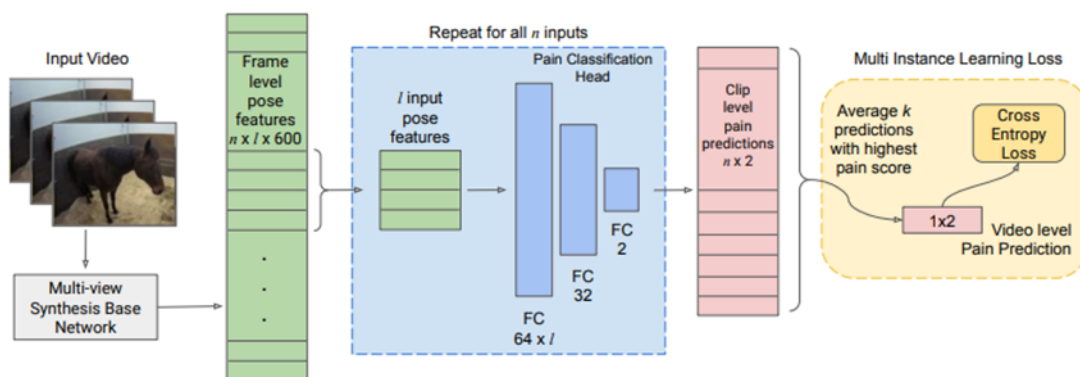 Input Video
Multi-view
Synthesis Base
Network
Frame
level
pose
features
n x l x 600
.
.
.
Repeat for all n inputs
l input
pose
features
Pain Classification
Head
FC
64 x l
FC
32
FC
2
Clip
level
pain
predictions
n x 2
Multi Instance Learning Loss
Average k
predictions
with highest
pain score
Cross
Entropy
Loss
1x2
Video level
Pain Prediction